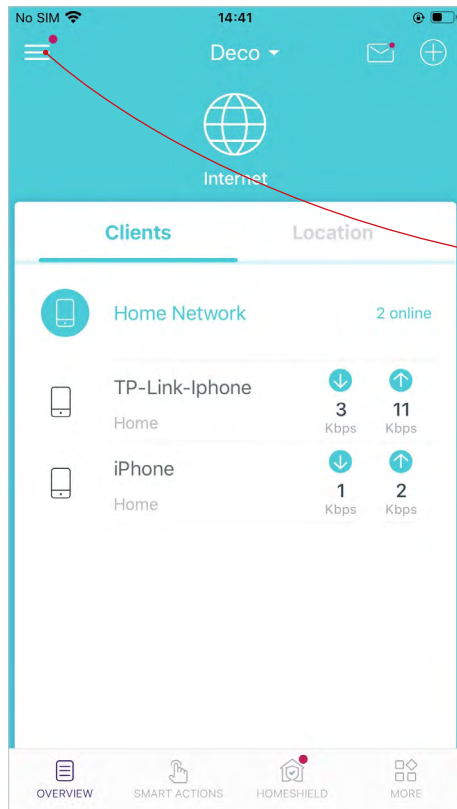 No SIM 14:41
Deco
Internet
Clients Location
Home Network 2 online
TP-Link-Iphone 3 11
Home Kbps Kbps
iPhone 1 2
Home Kbps Kbps
OVERVIEW SMART ACTIONS HOMESHIELD MORE